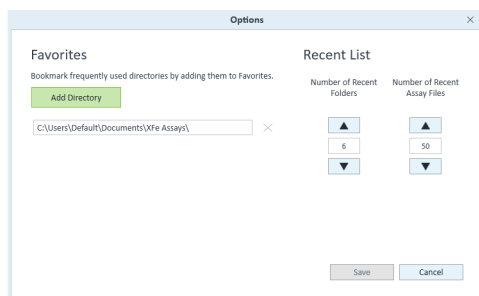 Options
Favorites
Bookmark frequently used directories by adding them to Favorites.
Add Directory
C:\Users\Default\Documents\XFe Assays\
Recent List
Number of Recent
Folders
6
Number of Recent
Assay Files
50
Save
Cancel